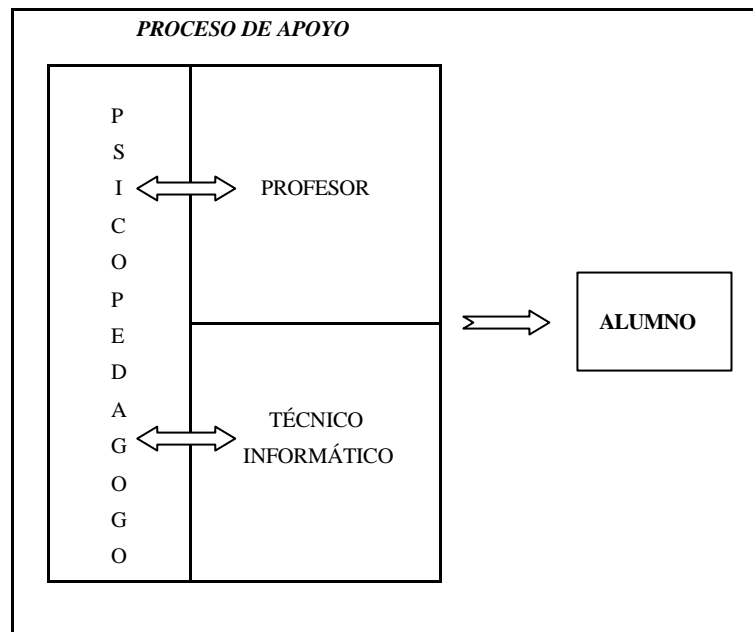 PROCESO DE APOYO
P
S
I
C
O
P
E
D
A
G
O
G
O
PROFESOR
TÉCNICO
INFORMÁTICO
ALUMNO